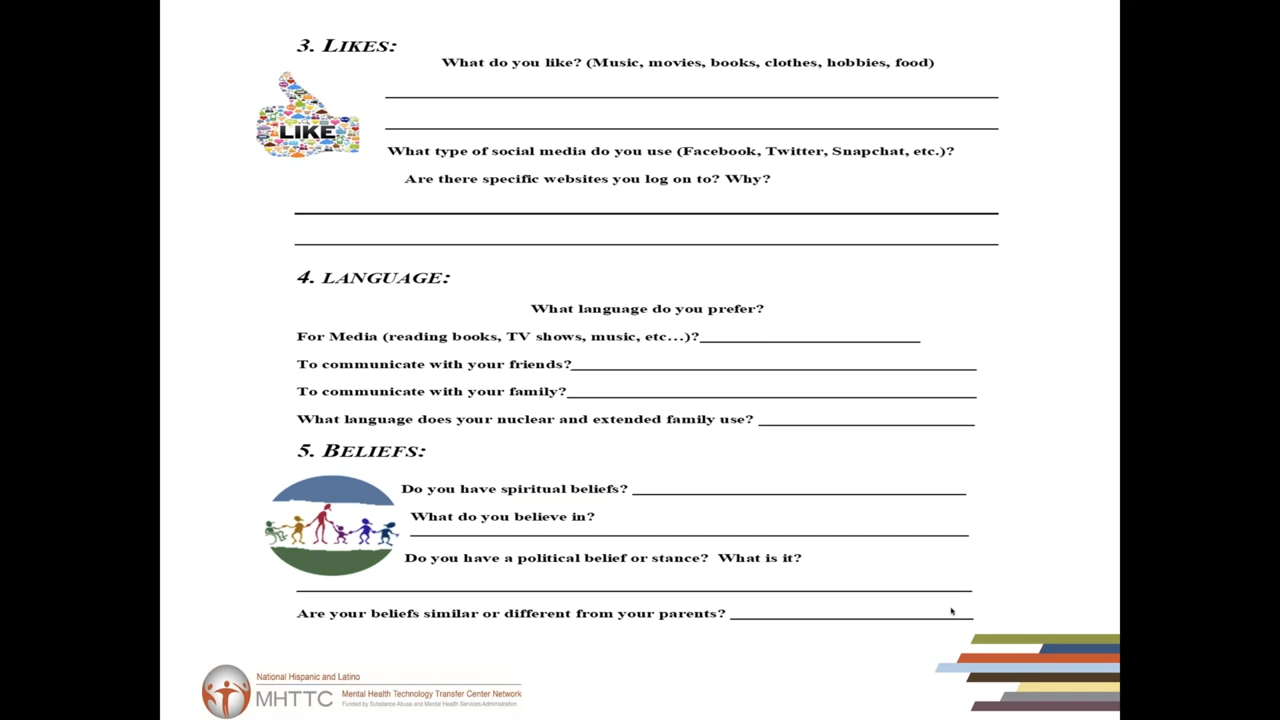 3. LIKES:
What do you like? (Music, movies, books, clothes, hobbies, food)
LIKE
What type of social media do you use (Facebook, Twitter, Snapchat, etc.)?
Are there specific websites you log on to? Why?
4. LANGUAGE:
What language do you prefer?
For Media (reading books, TV shows, music, etc...)?
To communicate with your friends?
To communicate with your family?
What language does your nuclear and extended family use?
5. BELIEFS:
Do you have spiritual beliefs?
What do you believe in?
Do you have a political belief or stance? What is it?
Are your beliefs similar or different from your parents?
National Hispanic and Latino
MHTTC
Mental Health Technology Transfer Center Network
Funded by Substance Abuse and Mental Health Services Administration